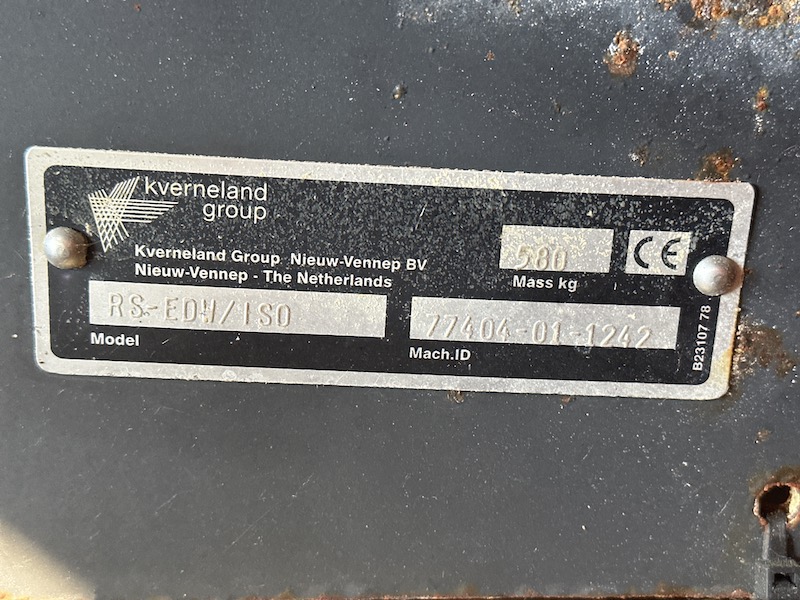 kverneland
group
Kverneland Group Nieuw-Vennep BV
Nieuw-Vennep - The Netherlands
580
Mass kg
CE
RS-EDW/ISO
Model
77404-01-1242
Mach.ID
B23107 78